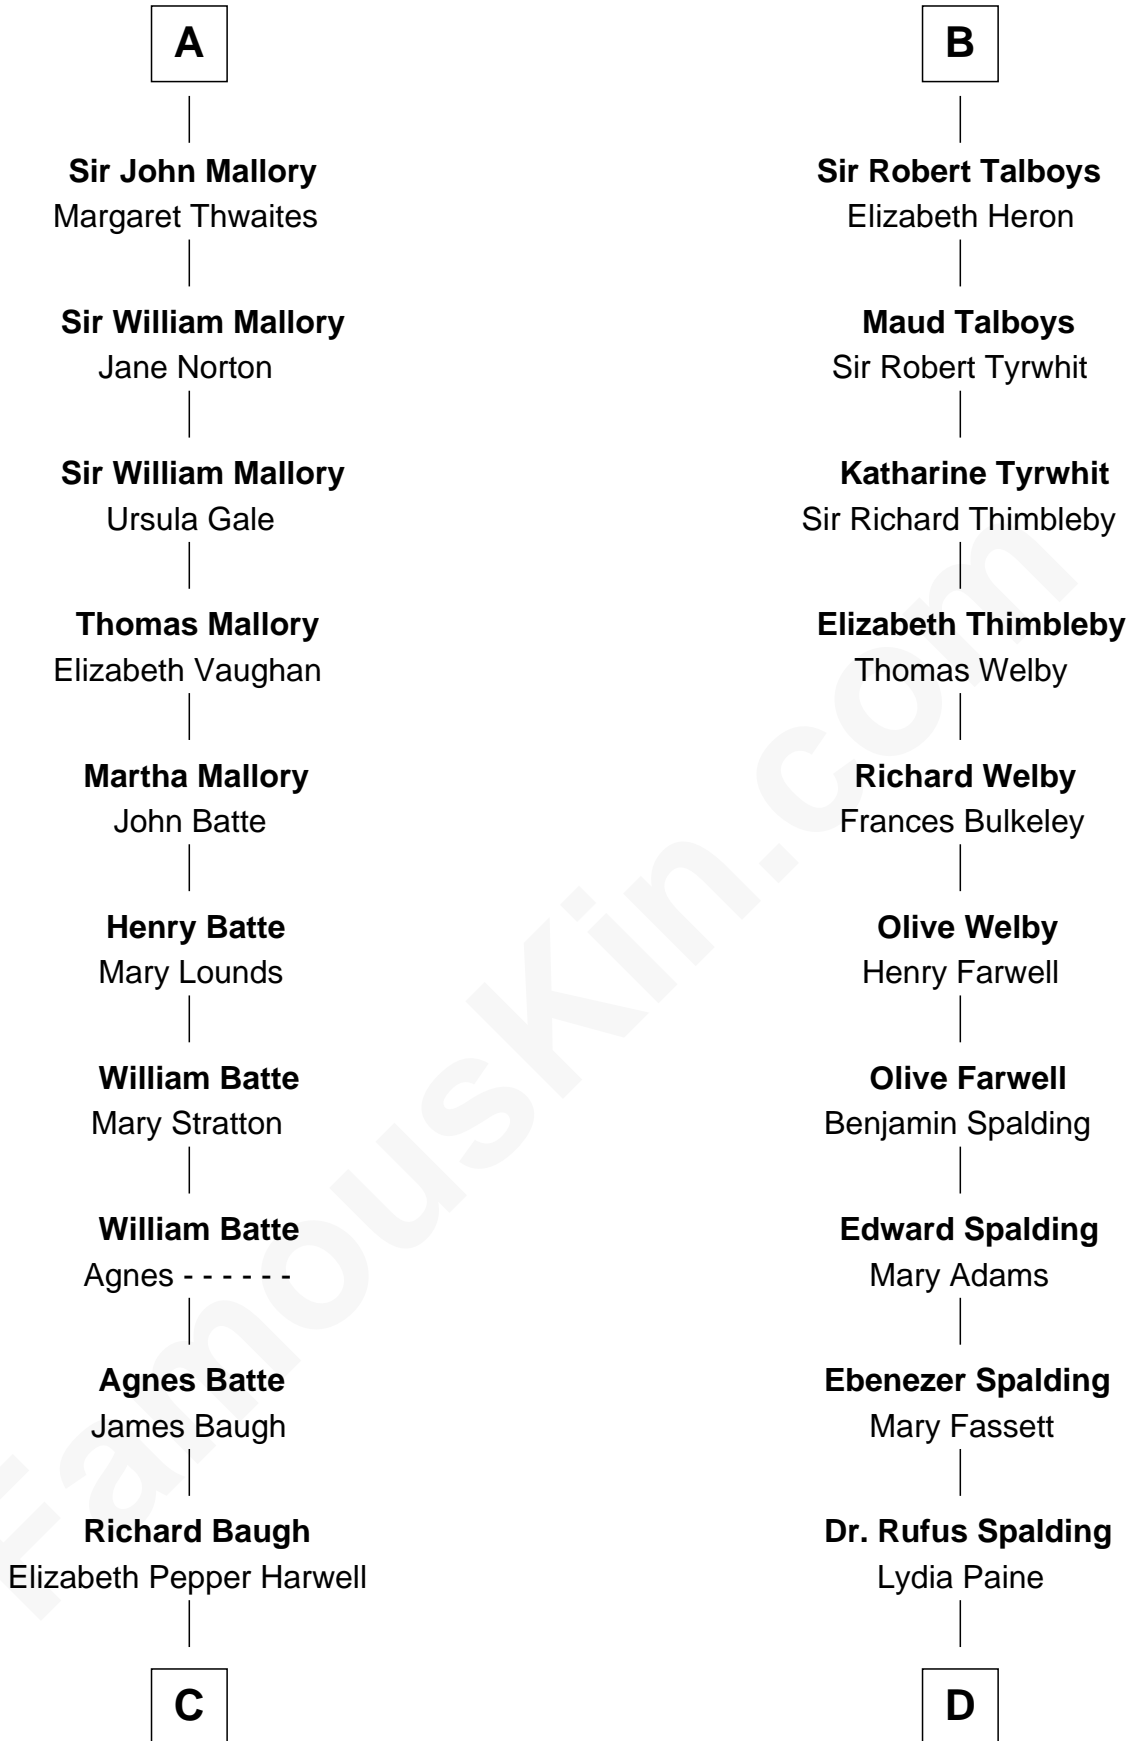 A
Sir John Mallory
Margaret Thwaites
Sir William Mallory
Jane Norton
Sir William Mallory
Ursula Gale
Thomas Mallory
Elizabeth Vaughan
Martha Mallory
John Batte
Henry Batte
Mary Lounds
William Batte
Mary Stratton
William Batte
Agnes - - - - - -
Agnes Batte
James Baugh
Richard Baugh
Elizabeth Pepper Harwell
C
B
Sir Robert Talboys
Elizabeth Heron
Maud Talboys
Sir Robert Tyrwhit
Katharine Tyrwhit
Sir Richard Thimbleby
Elizabeth Thimbleby
Thomas Welby
Richard Welby
Frances Bulkeley
Olive Welby
Henry Farwell
Olive Farwell
Benjamin Spalding
Edward Spalding
Mary Adams
Ebenezer Spalding
Mary Fassett
Dr. Rufus Spalding
Lydia Paine
D
FamousKin.com